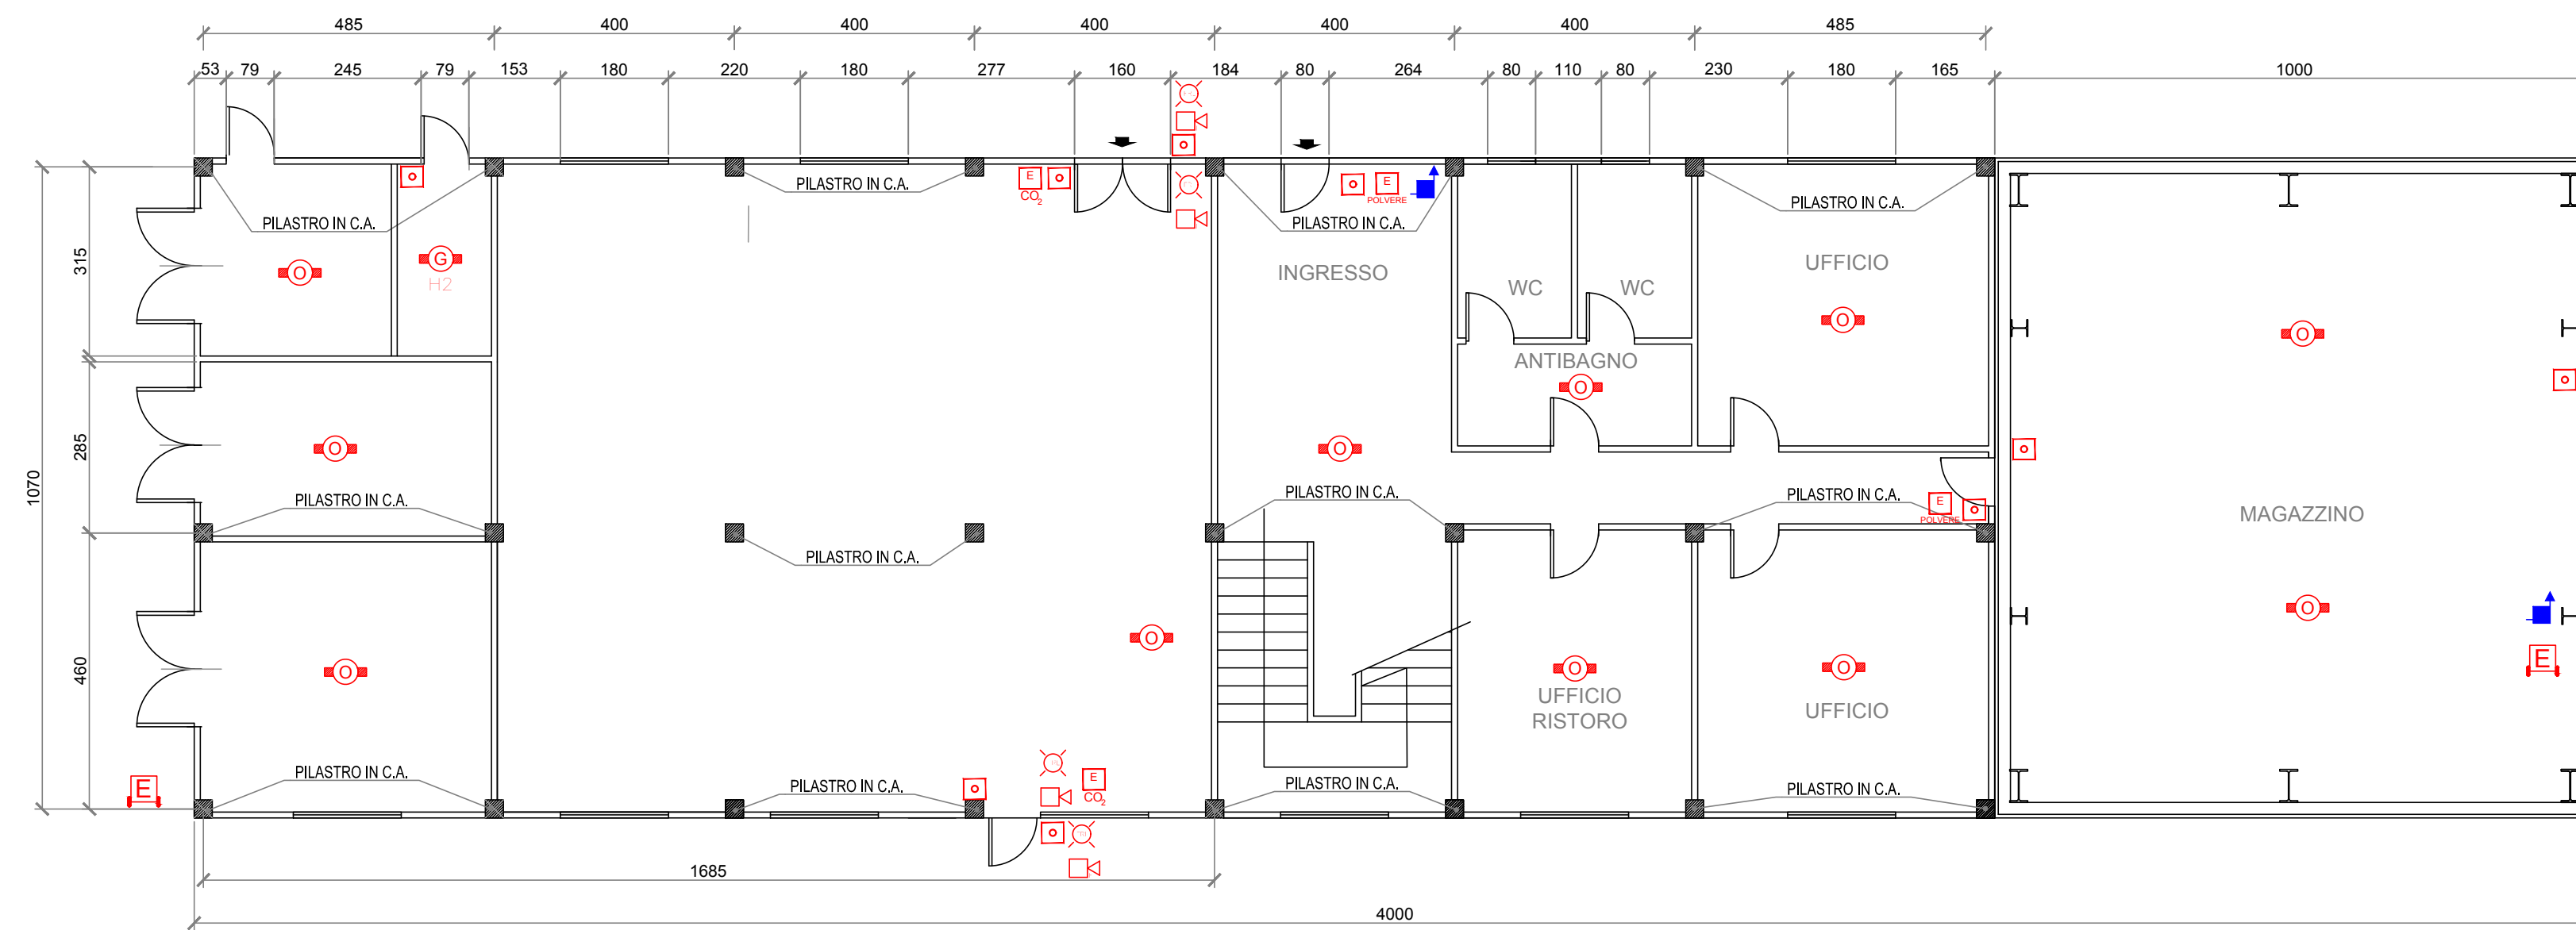 485 400 400 400 400 400 485
53 79 245 79 153 180 220 180 277 160 184 80 264 80 110 80 230 180 165 1000
E
CO2
E
POLVERE
PILASTRO IN C.A.
PILASTRO IN C.A.
PILASTRO IN C.A.
PILASTRO IN C.A.
315
O
G
H2
INGRESSO
WC
WC
UFFICIO
O
O
ANTIBAGNO
O
285
1070
O
O
PILASTRO IN C.A.
PILASTRO IN C.A.
PILASTRO IN C.A.
E
POLVERE
MAGAZZINO
PILASTRO IN C.A.
O
O
460
O
O
O
E
UFFICIO
RISTORO
UFFICIO
E
PILASTRO IN C.A.
PILASTRO IN C.A.
E
CO2
PILASTRO IN C.A.
PILASTRO IN C.A.
1685
4000